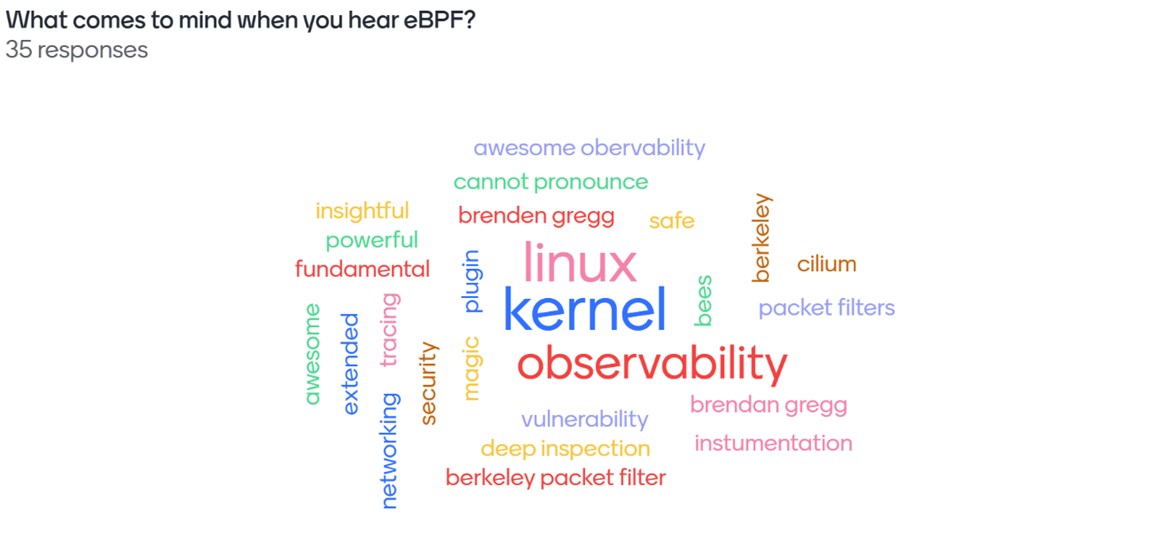 What comes to mind when you hear eBPF?
35 responses
awesome obervability
cannot pronounce
insightful
brenden gregg
safe
berkeley
powerful
linux
cilium
fundamental
plugin
kernel
bees
packet filters
awesome
extended
tracing
security
magic
observability
networking
vulnerability
brendan gregg
deep inspection
instumentation
berkeley packet filter